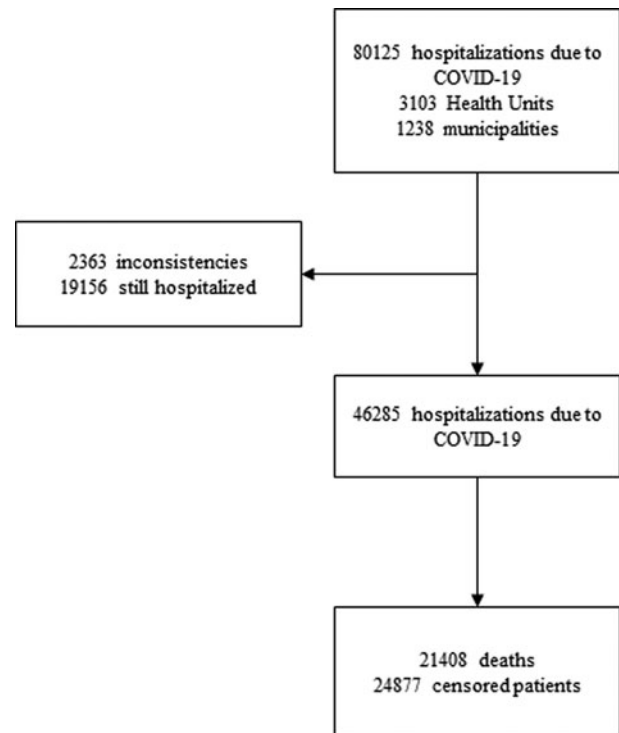 80125 hospitalizations due to
COVID-19
3103 Health Units
1238 municipalities
2363 inconsistencies
19156 still hospitalized
46285 hospitalizations due to
COVID-19
21408 deaths
24877 censored patients